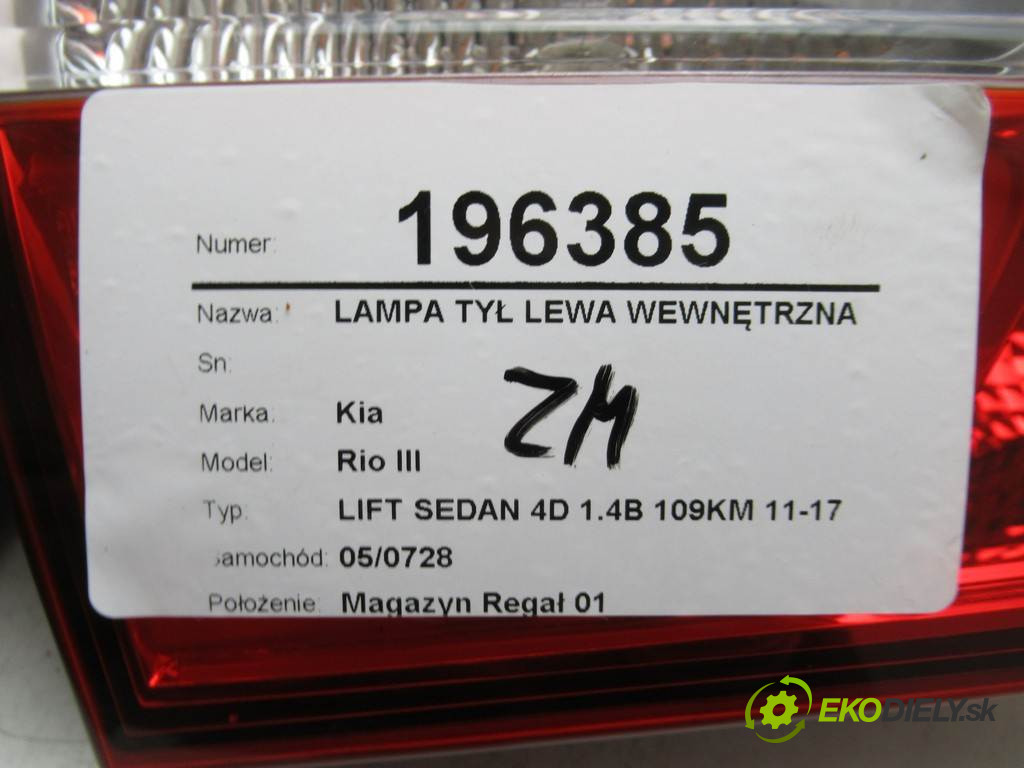 Numer: 196385
Nazwa: LAMPA TYŁ LEWA WEWNĘTRZNA
Sn:
ZM
Marka: Kia
Model: Rio III
Typ: LIFT SEDAN 4D 1.4B 109KM 11-17
samochód: 05/0728
Położenie: Magazyn Regał 01
EKODIELY.sk